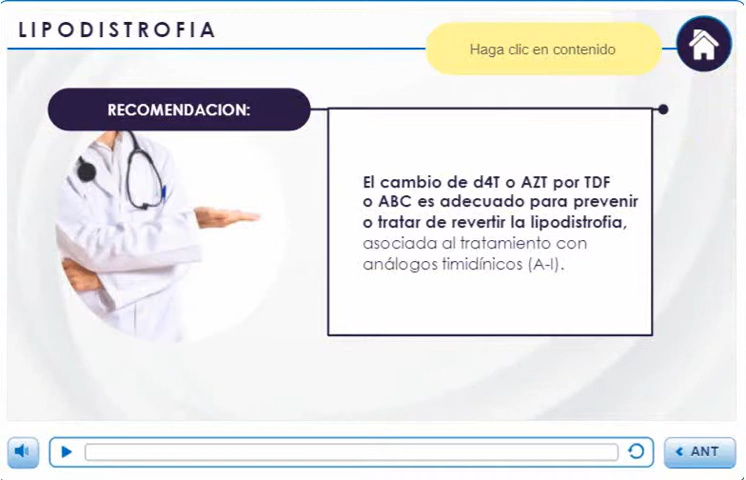 LIPODISTROFIA
Haga clic en contenido
RECOMENDACION:
El cambio de d4T o AZT por TDF
o ABC es adecuado para prevenir
o tratar de revertir la lipodistrofia,
asociada al tratamiento con
análogos timidínicos (A-I).
ANT